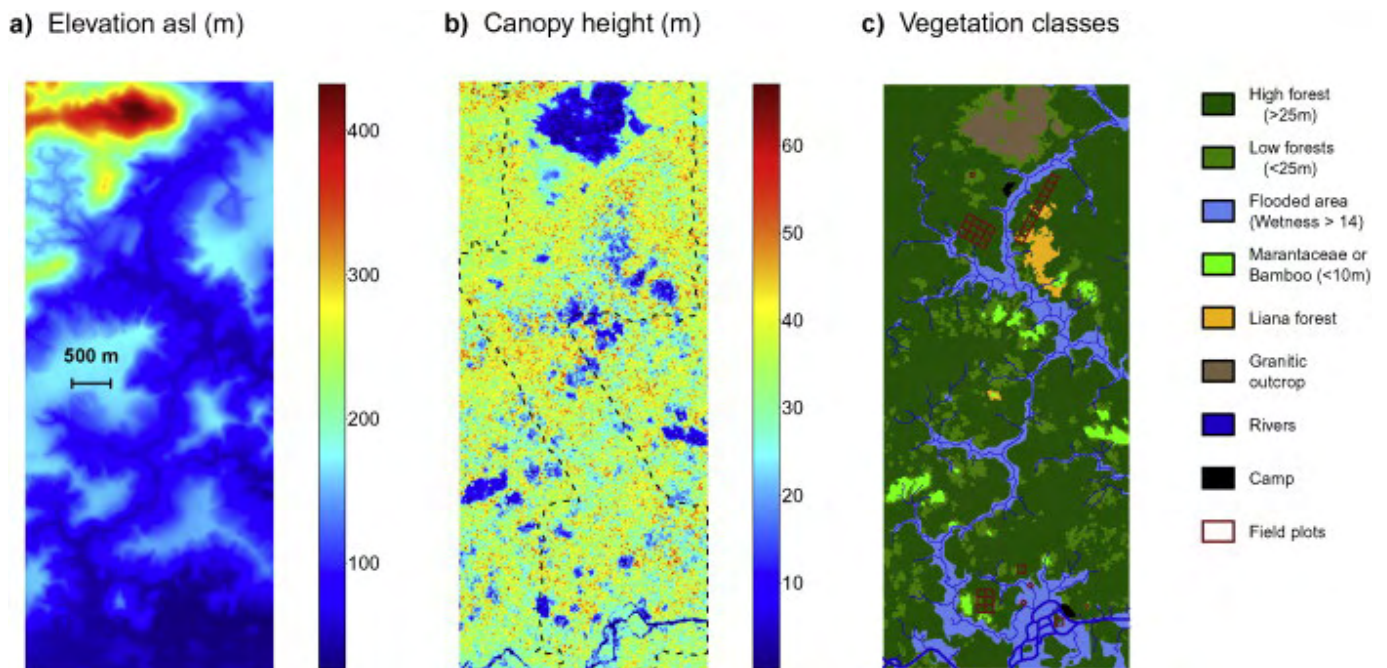 a) Elevation asl (m)
b) Canopy height (m)
c) Vegetation classes
500 m
400
300
200
100
60
50
40
30
20
10
High forest
(>25m)
Low forests
(<25m)
Flooded area
(Wetness > 14)
Marantaceae or
Bamboo (<10m)
Liana forest
Granitic
outcrop
Rivers
Camp
Field plots